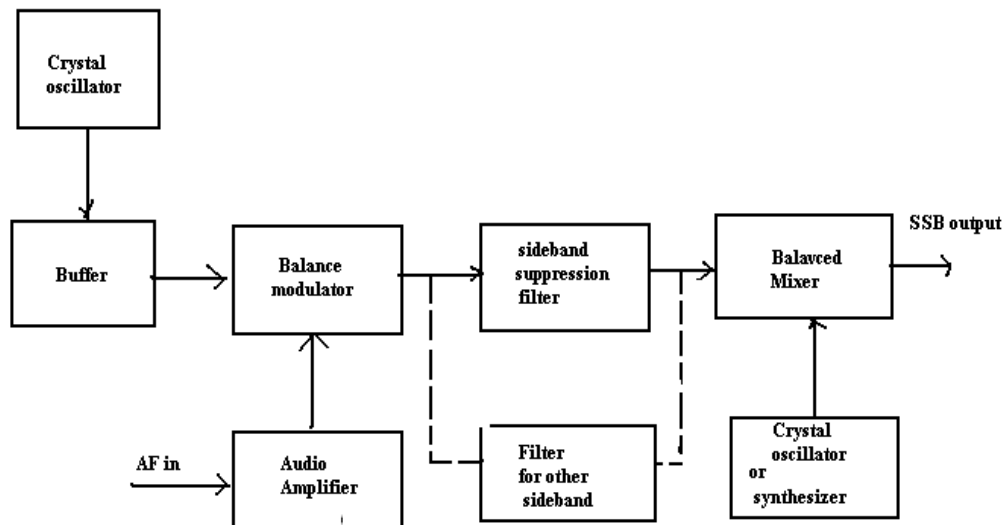 Crystal
oscillator
Buffer
Balance
modulator
sideband
suppression
filter
Balavced
Mixer
SSB output
AF in
Audio
Amplifier
Filter
for other
sideband
Crystal
oscillator
or
synthesizer